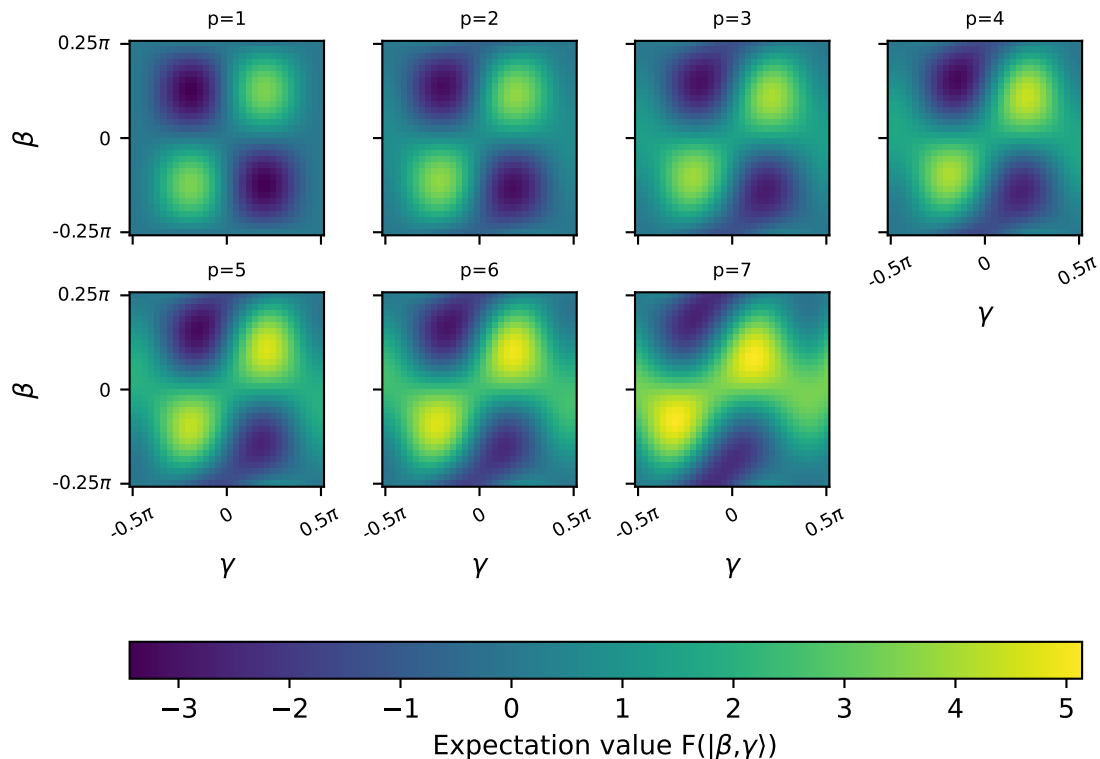 p=1 p=2 p=3 p=4
0.25π
β 0
-0.25π
-0.5π 0 0.5π
γ
p=5 p=6 p=7
0.25π
β 0
-0.25π
-0.5π 0 0.5π -0.5π 0 0.5π -0.5π 0 0.5π
γ γ γ
−3 −2 −1 0 1 2 3 4 5
Expectation value F(|β,γ⟩)